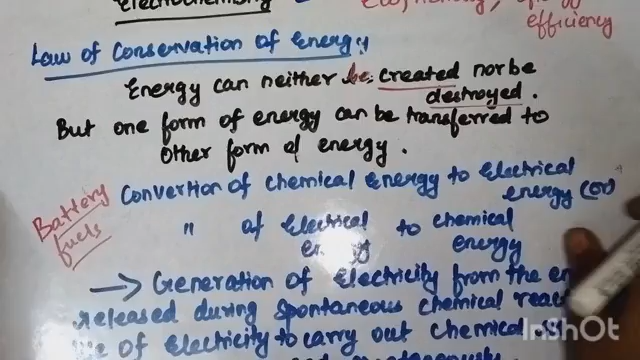 Electrochemistry
efficiency
Law of Conservation of Energy:
Energy can neither be created nor be
destroyed.
But one form of energy can be transferred to
other form of energy.
Battery
fuels
Convertion of chemical energy to Electrical
energy (or)
" of Electrical to chemical
energy energy
→ Generation of Electricity from the
released during spontaneous chemical
of Electricity to carry out chemical
InShot